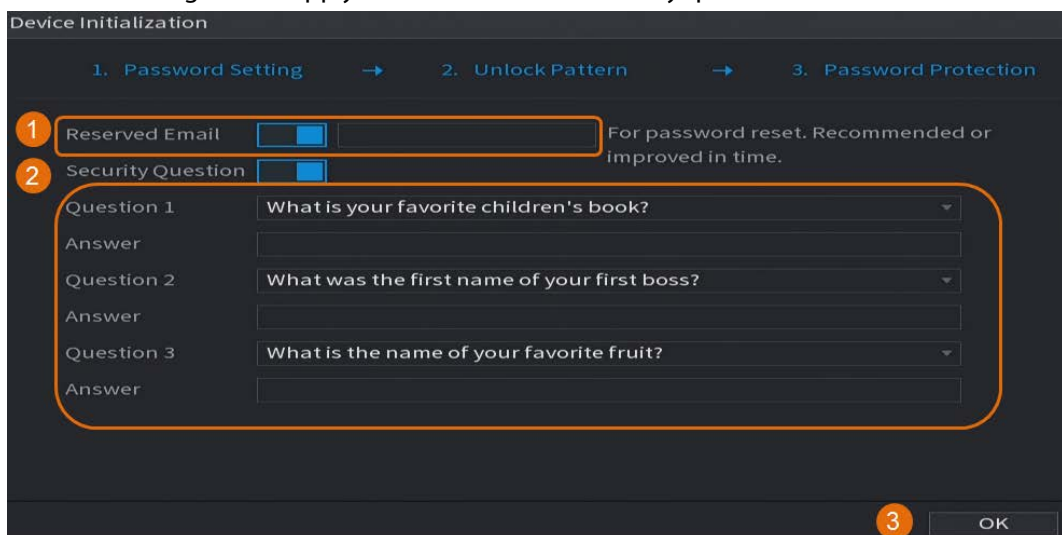 Device Initialization
1. Password Setting → 2. Unlock Pattern → 3. Password Protection
1 Reserved Email For password reset. Recommended or
improved in time.
2 Security Question
Question 1 What is your favorite children's book?
Answer
Question 2 What was the first name of your first boss?
Answer
Question 3 What is the name of your favorite fruit?
Answer
3 OK